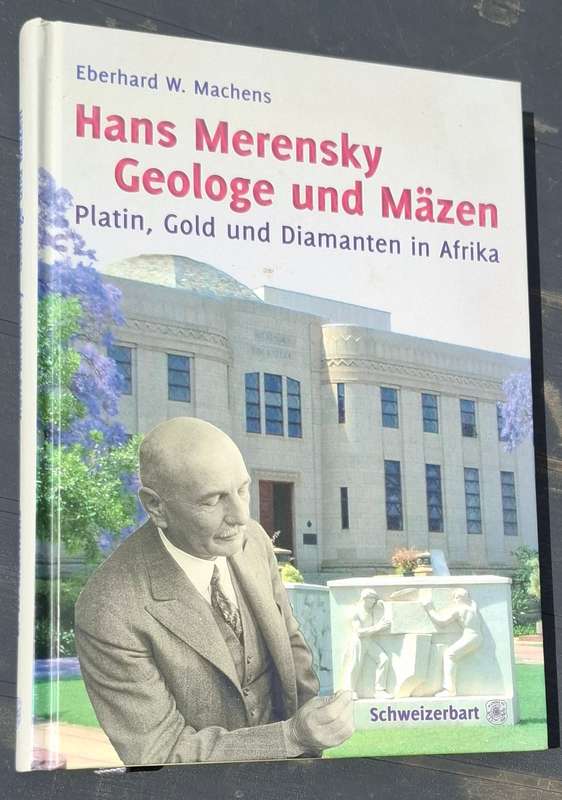 Eberhard W. Machens
Hans Merensky
Geologe und Mäzen
Platin, Gold und Diamanten in Afrika
Schweizerbart